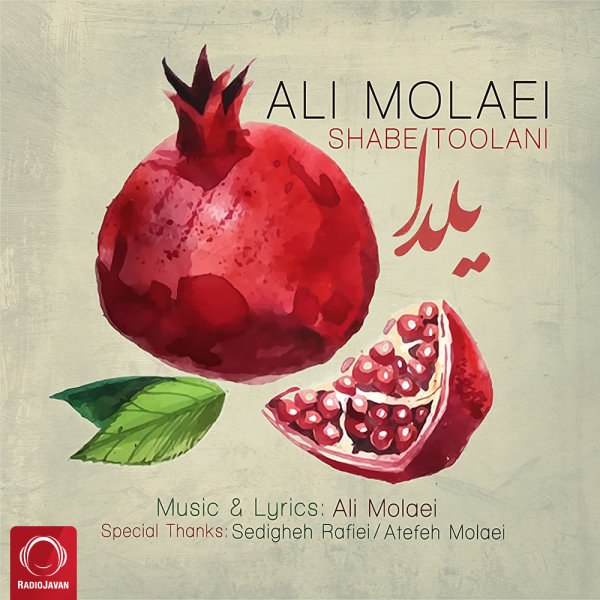 ALI MOLAEI
SHABE TOOLANI
یلدا
Music & Lyrics: Ali Molaei
Special Thanks: Sedigheh Rafiei / Atefeh Molaei
RADIOJAVAN